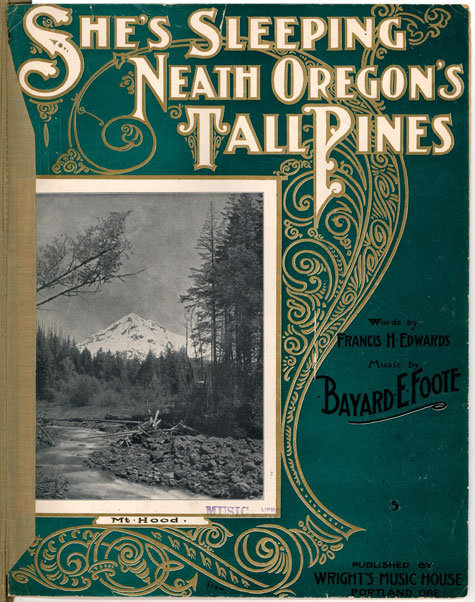 She's Sleeping
Neath Oregon's
Tall Pines
Words by
Francis H. Edwards
Music by
Bayard E. Foote
Mt. Hood.
MUSIC
5
Published by
Wright's Music House
Portland, Ore.